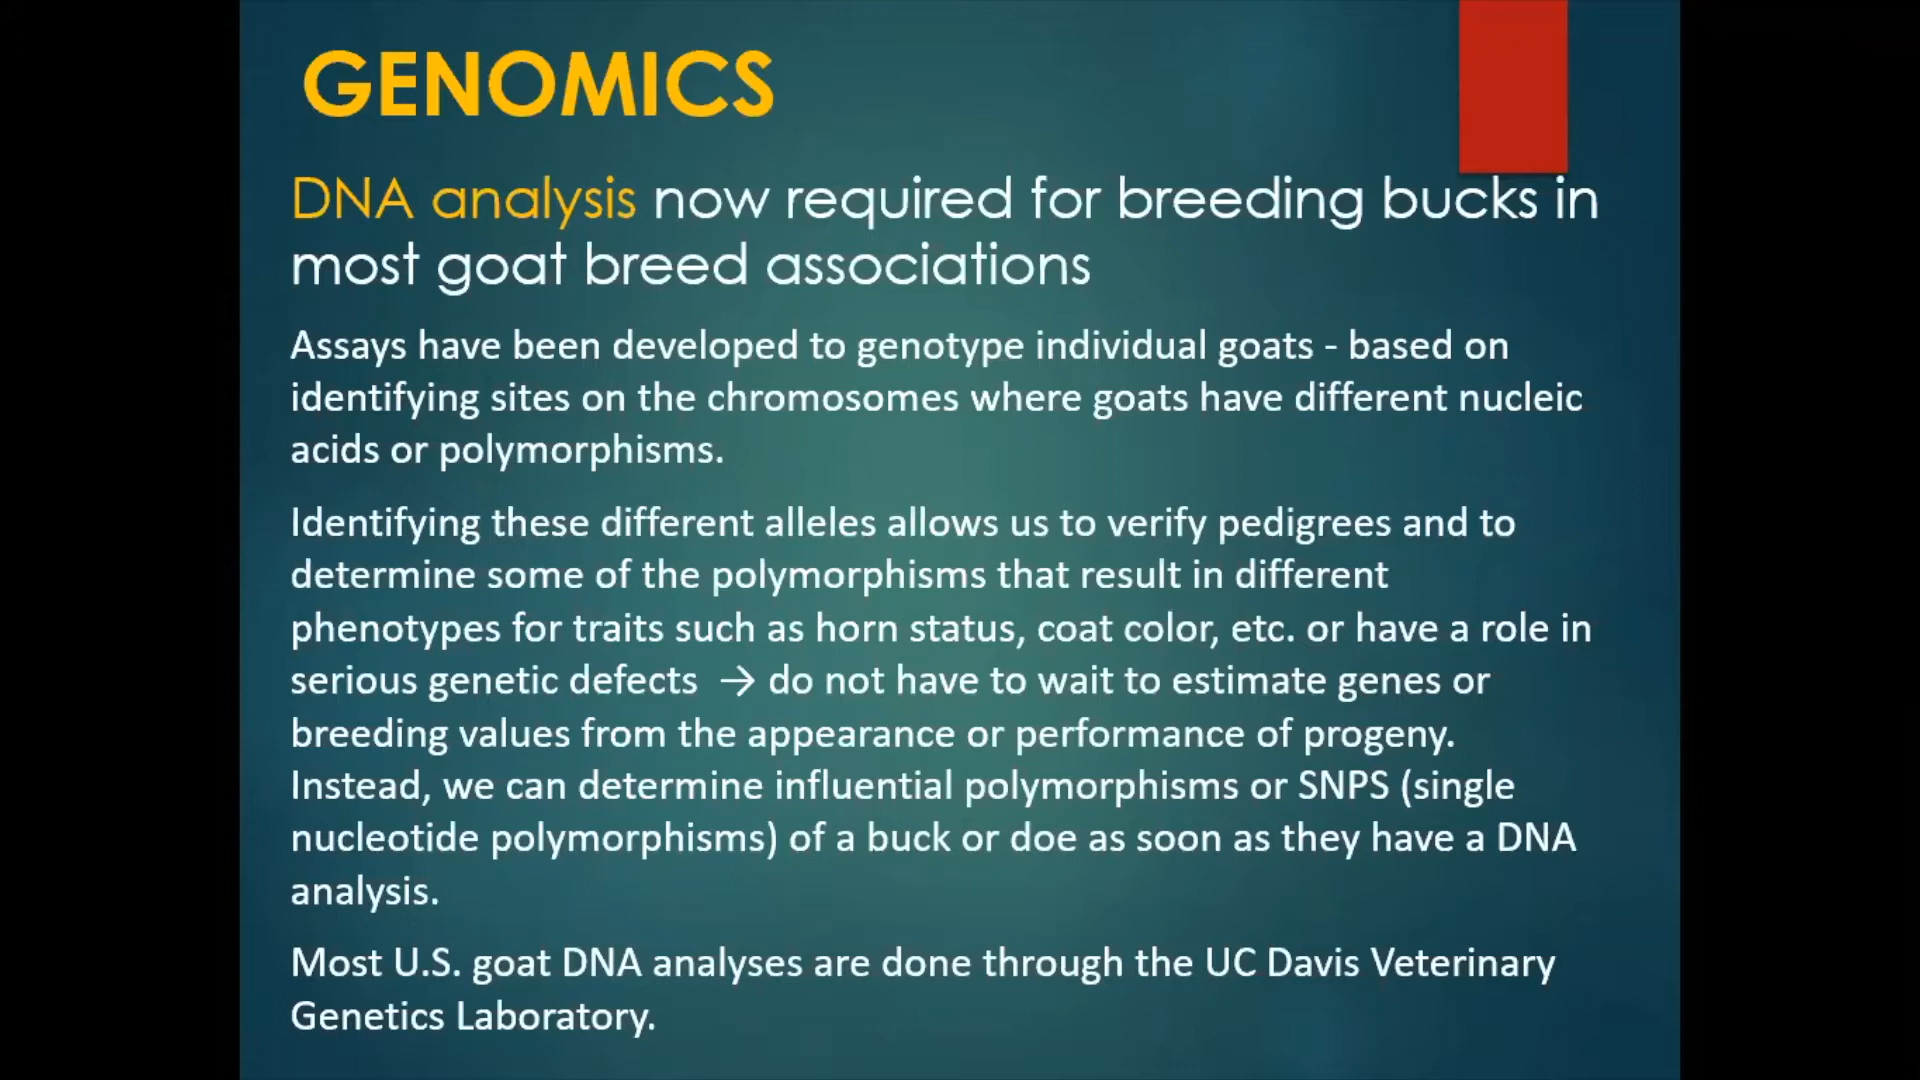 GENOMICS
DNA analysis now required for breeding bucks in
most goat breed associations
Assays have been developed to genotype individual goats - based on
identifying sites on the chromosomes where goats have different nucleic
acids or polymorphisms.
Identifying these different alleles allows us to verify pedigrees and to
determine some of the polymorphisms that result in different
phenotypes for traits such as horn status, coat color, etc. or have a role in
serious genetic defects → do not have to wait to estimate genes or
breeding values from the appearance or performance of progeny.
Instead, we can determine influential polymorphisms or SNPS (single
nucleotide polymorphisms) of a buck or doe as soon as they have a DNA
analysis.
Most U.S. goat DNA analyses are done through the UC Davis Veterinary
Genetics Laboratory.